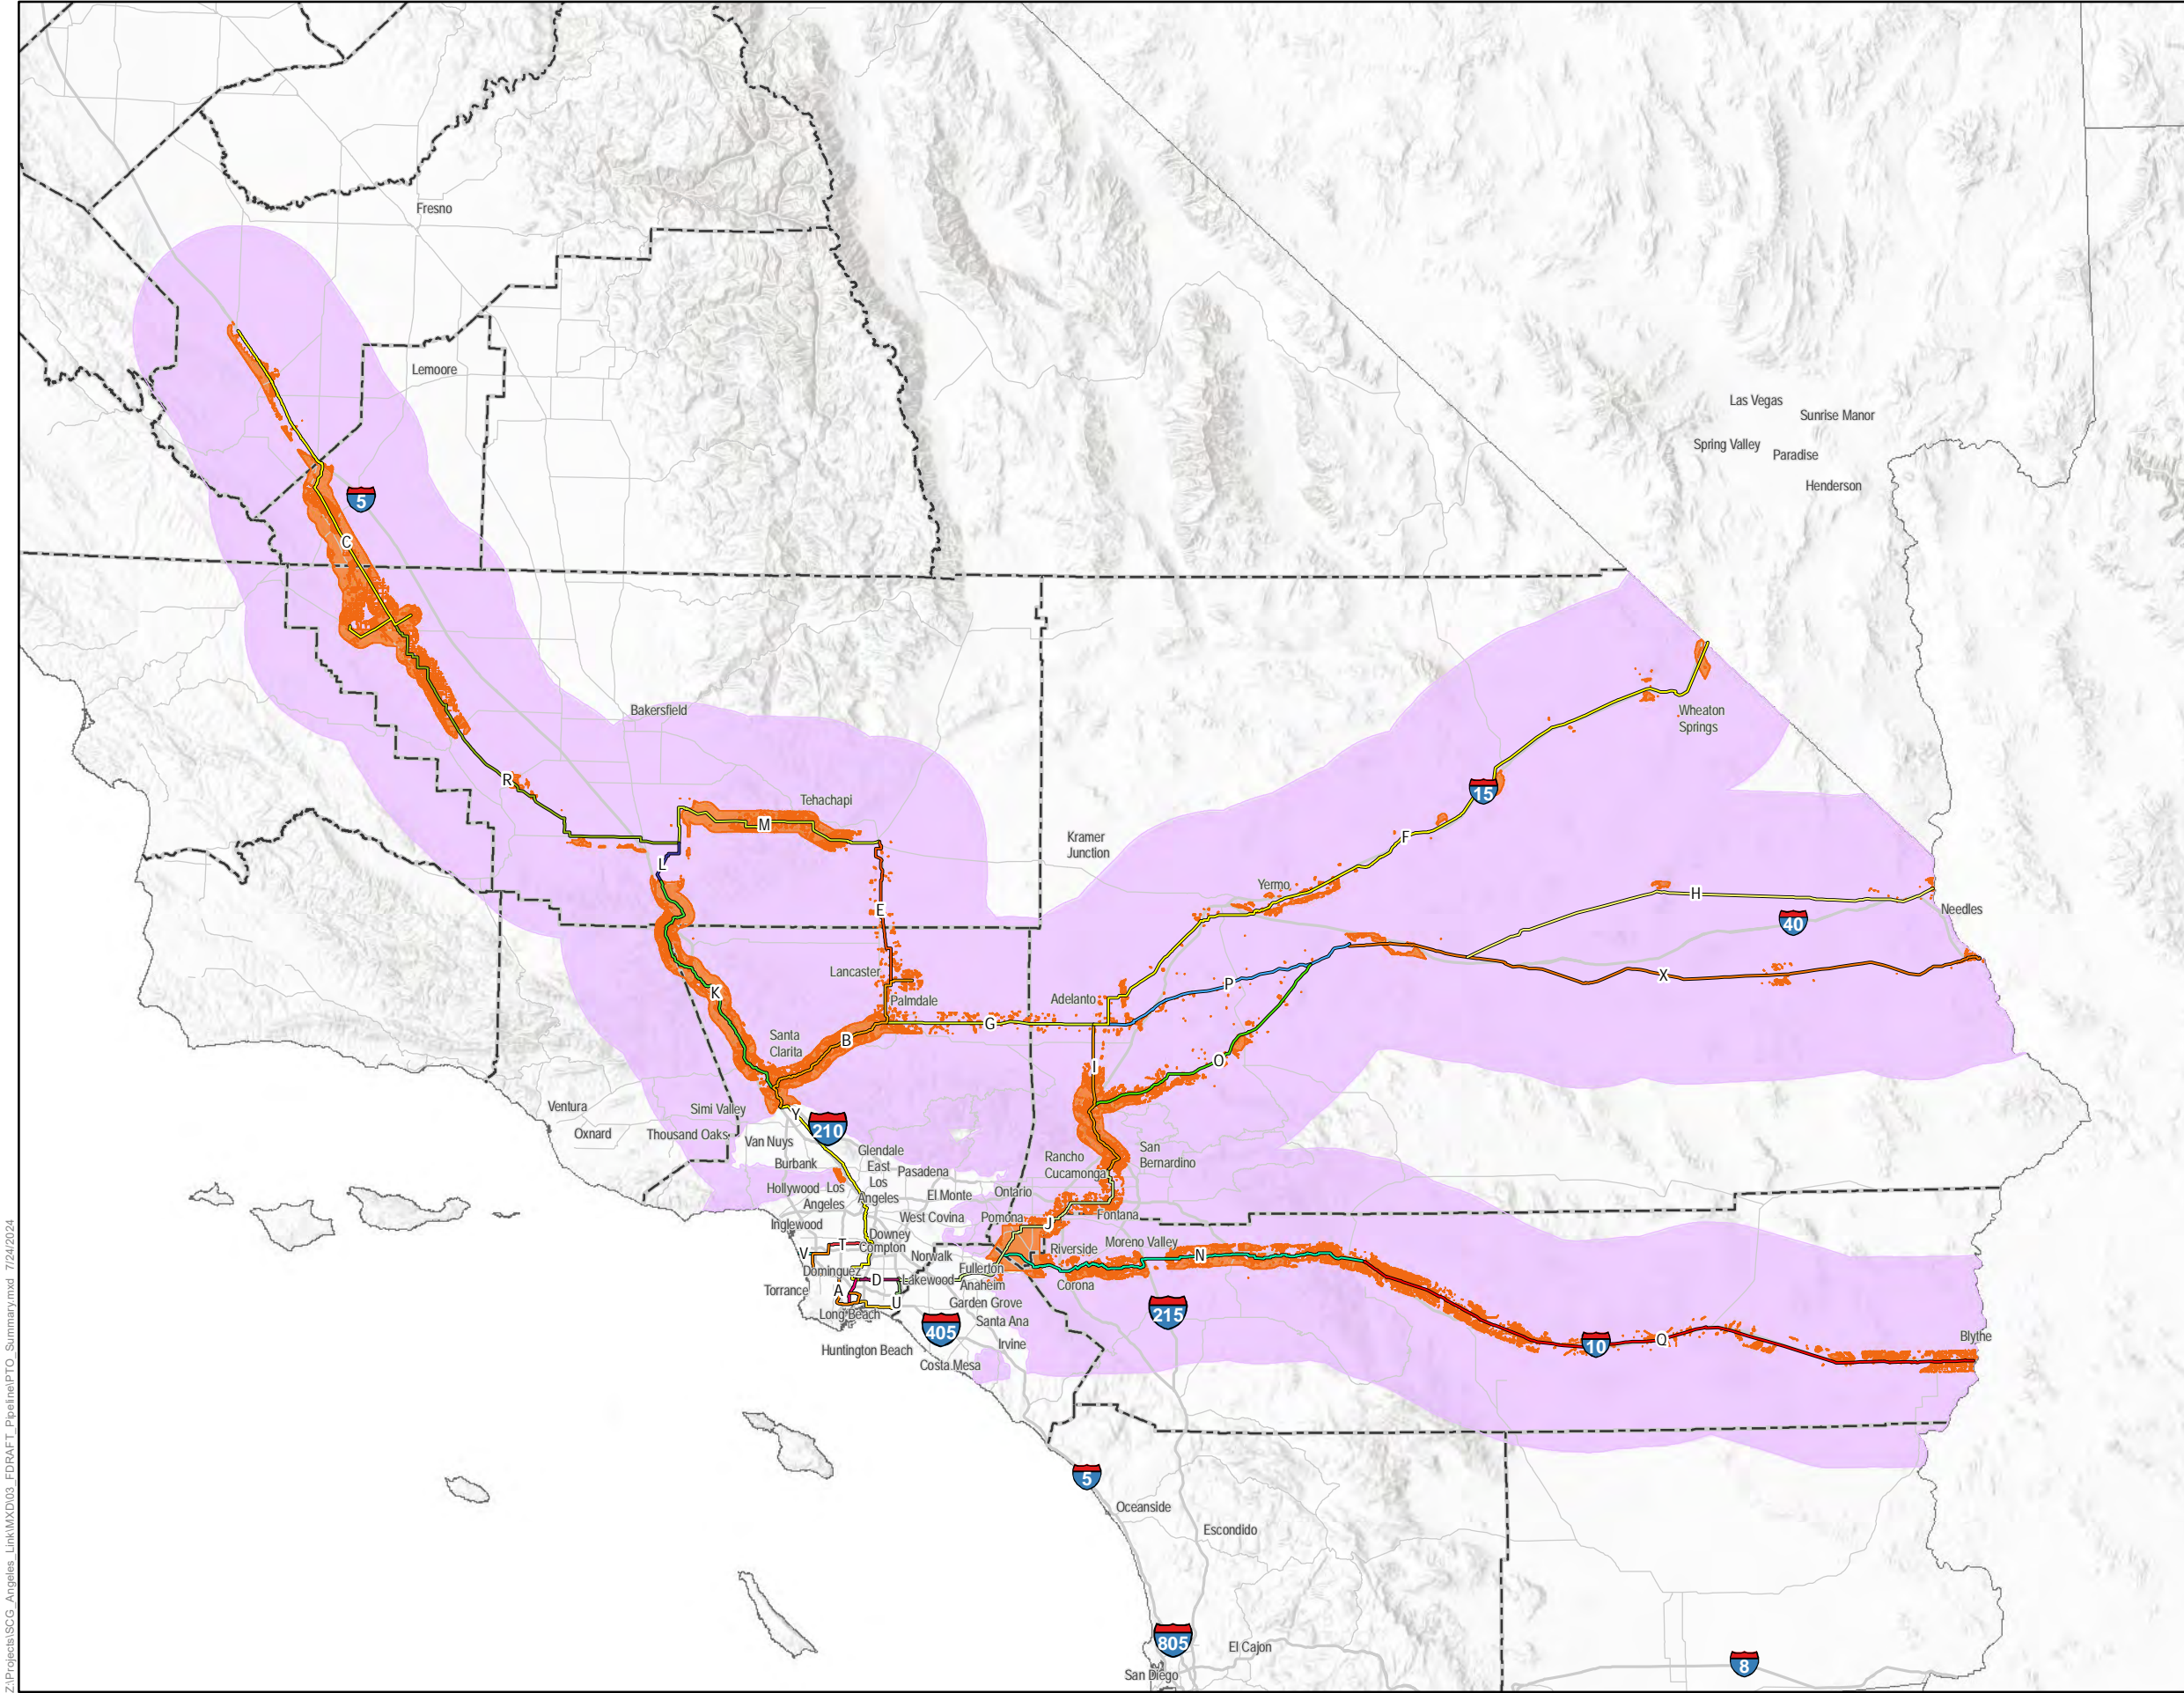 Fresno
Lemoore
Las Vegas
Sunrise Manor
Spring Valley
Paradise
Henderson
5
C
Bakersfield
Wheaton
Springs
R
Tehachapi
15
M
Kramer
Junction
F
L
Yermo
H
E
40
Needles
Lancaster
X
K
Palmdale
Adelanto
P
G
Santa
Clarita
B
I
O
Ventura
Simi Valley
Y
210
Oxnard
Thousand Oaks
Van Nuys
Glendale
San
Bernardino
Burbank
East
Los
Angeles
Pasadena
Rancho
Cucamonga
Hollywood
Los
Angeles
El Monte
Ontario
Inglewood
West Covina
Pomona
J
Fontana
V
T
Downey
Compton
Norwalk
Riverside
Moreno Valley
N
Dominguez
Fullerton
Torrance
A
D
Lakewood
Anaheim
Corona
Long Beach
U
Garden Grove
215
405
Santa Ana
Huntington Beach
Irvine
Costa Mesa
10
Q
Blythe
5
Oceanside
Escondido
805
El Cajon
San Diego
8
Z:\Projects\SCG_Angeles_Link\MXD\03_FDRAFT_Pipeline\PTO_Summary.mxd 7/24/2024